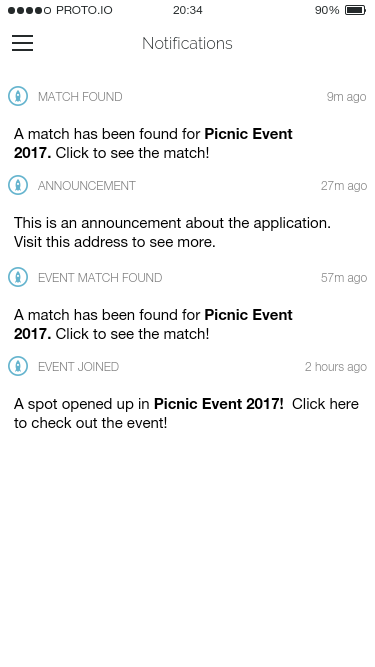 PROTO.IO 20:34 90%
Notifications
MATCH FOUND 9m ago
A match has been found for Picnic Event
2017. Click to see the match!
ANNOUNCEMENT 27m ago
This is an announcement about the application.
Visit this address to see more.
EVENT MATCH FOUND 57m ago
A match has been found for Picnic Event
2017. Click to see the match!
EVENT JOINED 2 hours ago
A spot opened up in Picnic Event 2017!  Click here
to check out the event!